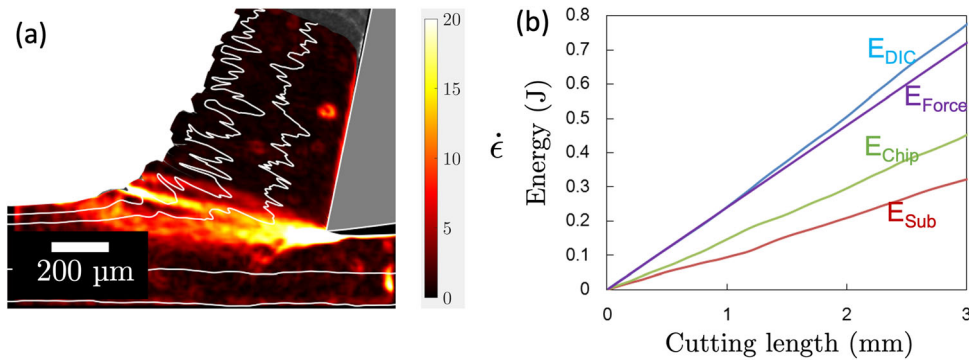 (a)
20
15
10
5
0
ϵ̇
200 µm
(b)
Energy (J)
0.8
0.7
0.6
0.5
0.4
0.3
0.2
0.1
0
E_DIC
E_Force
E_Chip
E_Sub
0 1 2 3
Cutting length (mm)